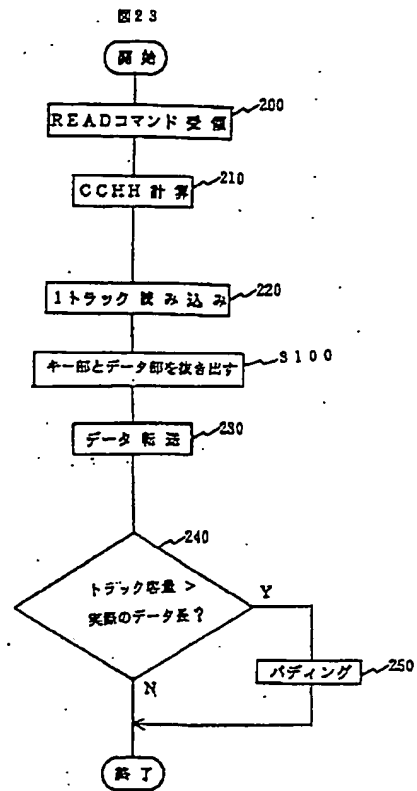 図23
開始
READコマンド受領
200
CCHH計算
210
1トラック読み込み
220
キー部とデータ部を抜き出す
3100
データ転送
230
240
トラック容量 >
実際のデータ長?
Y
N
パディング
250
終了